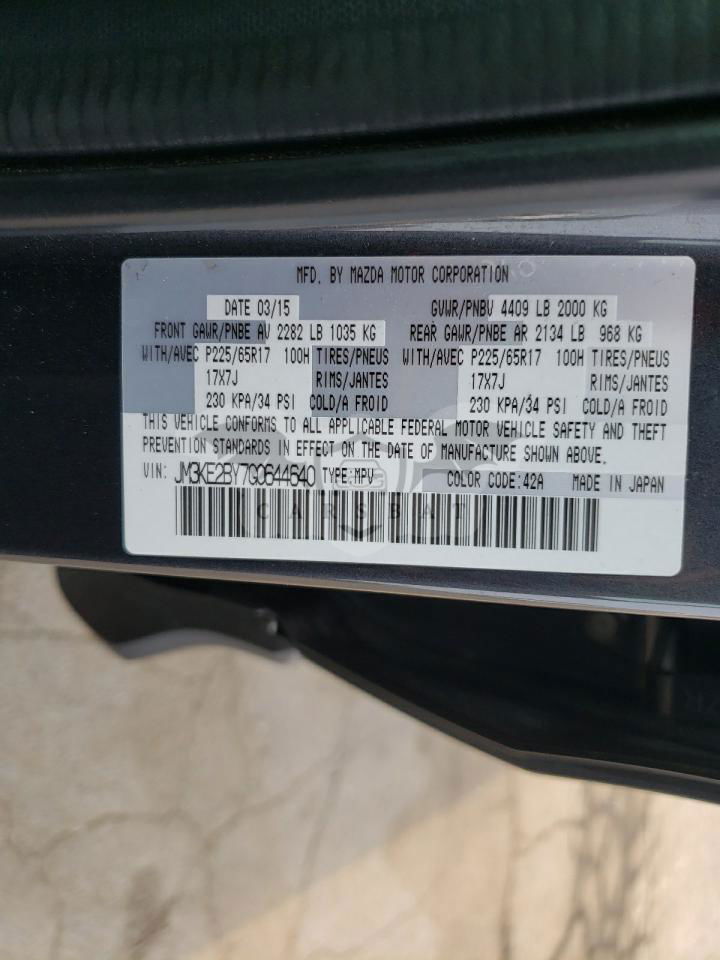 MFD. BY MAZDA MOTOR CORPORATION
DATE 03/15 GVWR/PNBV 4409 LB 2000 KG
FRONT GAWR/PNBE AV 2282 LB 1035 KG REAR GAWR/PNBE AR 2134 LB 968 KG
WITH/AVEC P225/65R17 100H TIRES/PNEUS WITH/AVEC P225/65R17 100H TIRES/PNEUS
17X7J RIMS/JANTES 17X7J RIMS/JANTES
230 KPA/34 PSI COLD/A FROID 230 KPA/34 PSI COLD/A FROID
THIS VEHICLE CONFORMS TO ALL APPLICABLE FEDERAL MOTOR VEHICLE SAFETY AND THEFT
PREVENTION STANDARDS IN EFFECT ON THE DATE OF MANUFACTURE SHOWN ABOVE.
VIN: JM3KE2BY7G0644640 TYPE:MPV COLOR CODE:42A MADE IN JAPAN
CARSBAT